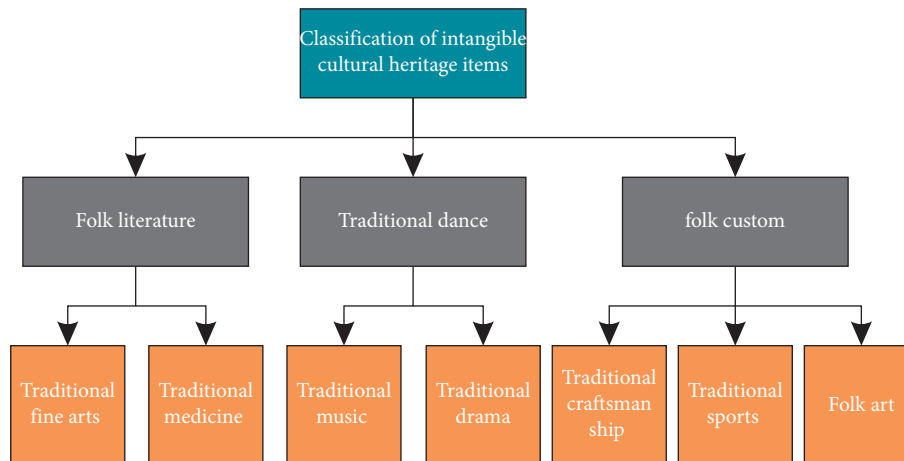 Classification of intangible
cultural heritage items
Folk literature
Traditional dance
folk custom
Traditional
fine arts
Traditional
medicine
Traditional
music
Traditional
drama
Traditional
craftsman
ship
Traditional
sports
Folk art